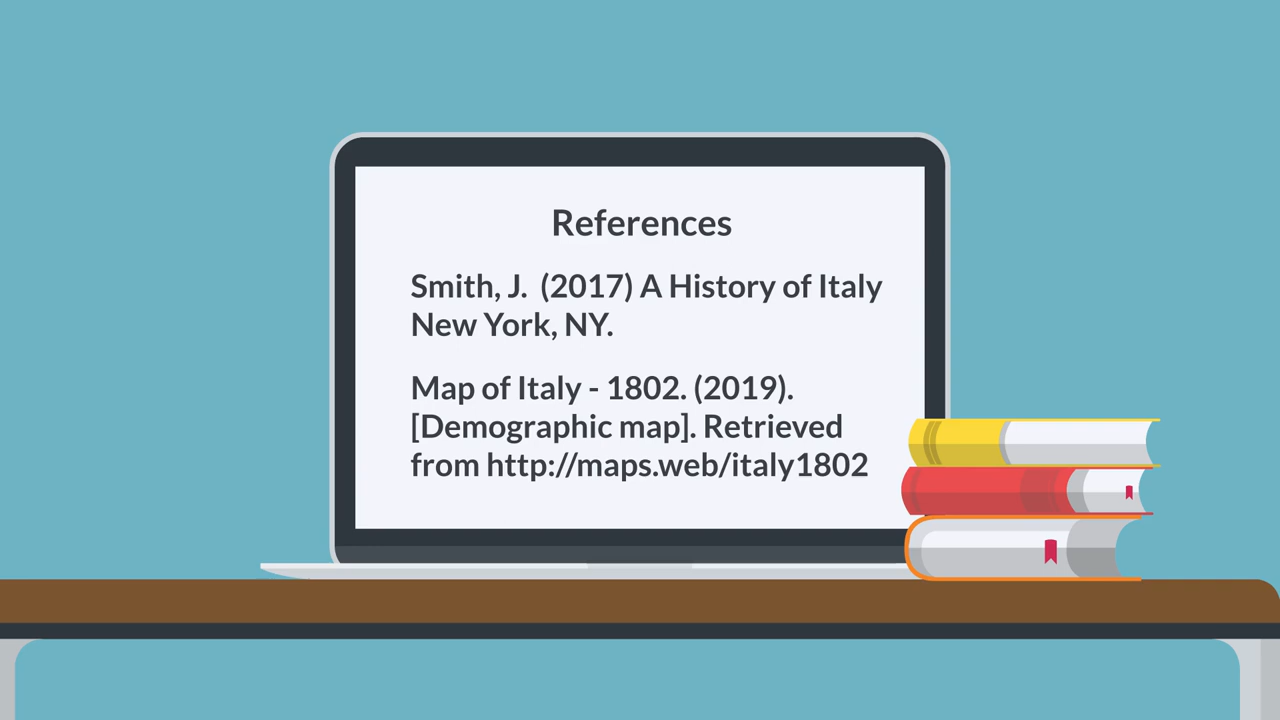 References
Smith, J.  (2017) A History of Italy
New York, NY.
Map of Italy - 1802. (2019).
[Demographic map]. Retrieved
from http://maps.web/italy1802